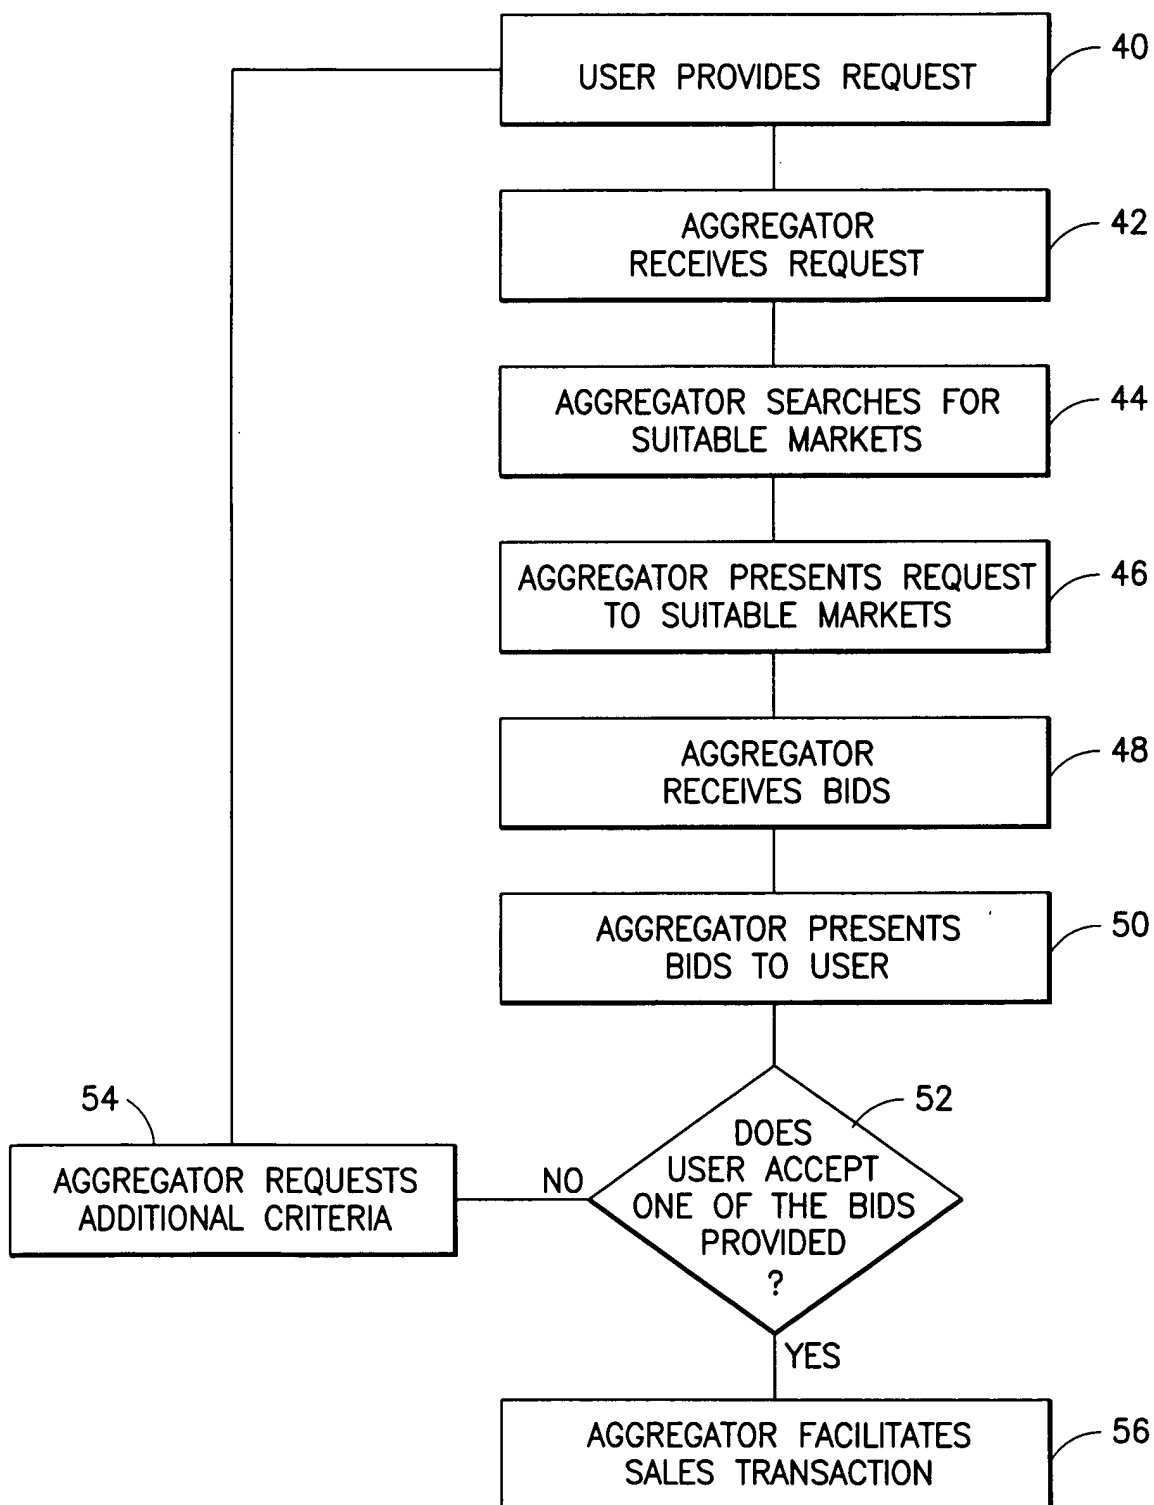 USER PROVIDES REQUEST
40
AGGREGATOR
RECEIVES REQUEST
42
AGGREGATOR SEARCHES FOR
SUITABLE MARKETS
44
AGGREGATOR PRESENTS REQUEST
TO SUITABLE MARKETS
46
AGGREGATOR
RECEIVES BIDS
48
AGGREGATOR PRESENTS
BIDS TO USER
50
52
DOES
USER ACCEPT
ONE OF THE BIDS
PROVIDED
?
NO
54
AGGREGATOR REQUESTS
ADDITIONAL CRITERIA
YES
AGGREGATOR FACILITATES
SALES TRANSACTION
56